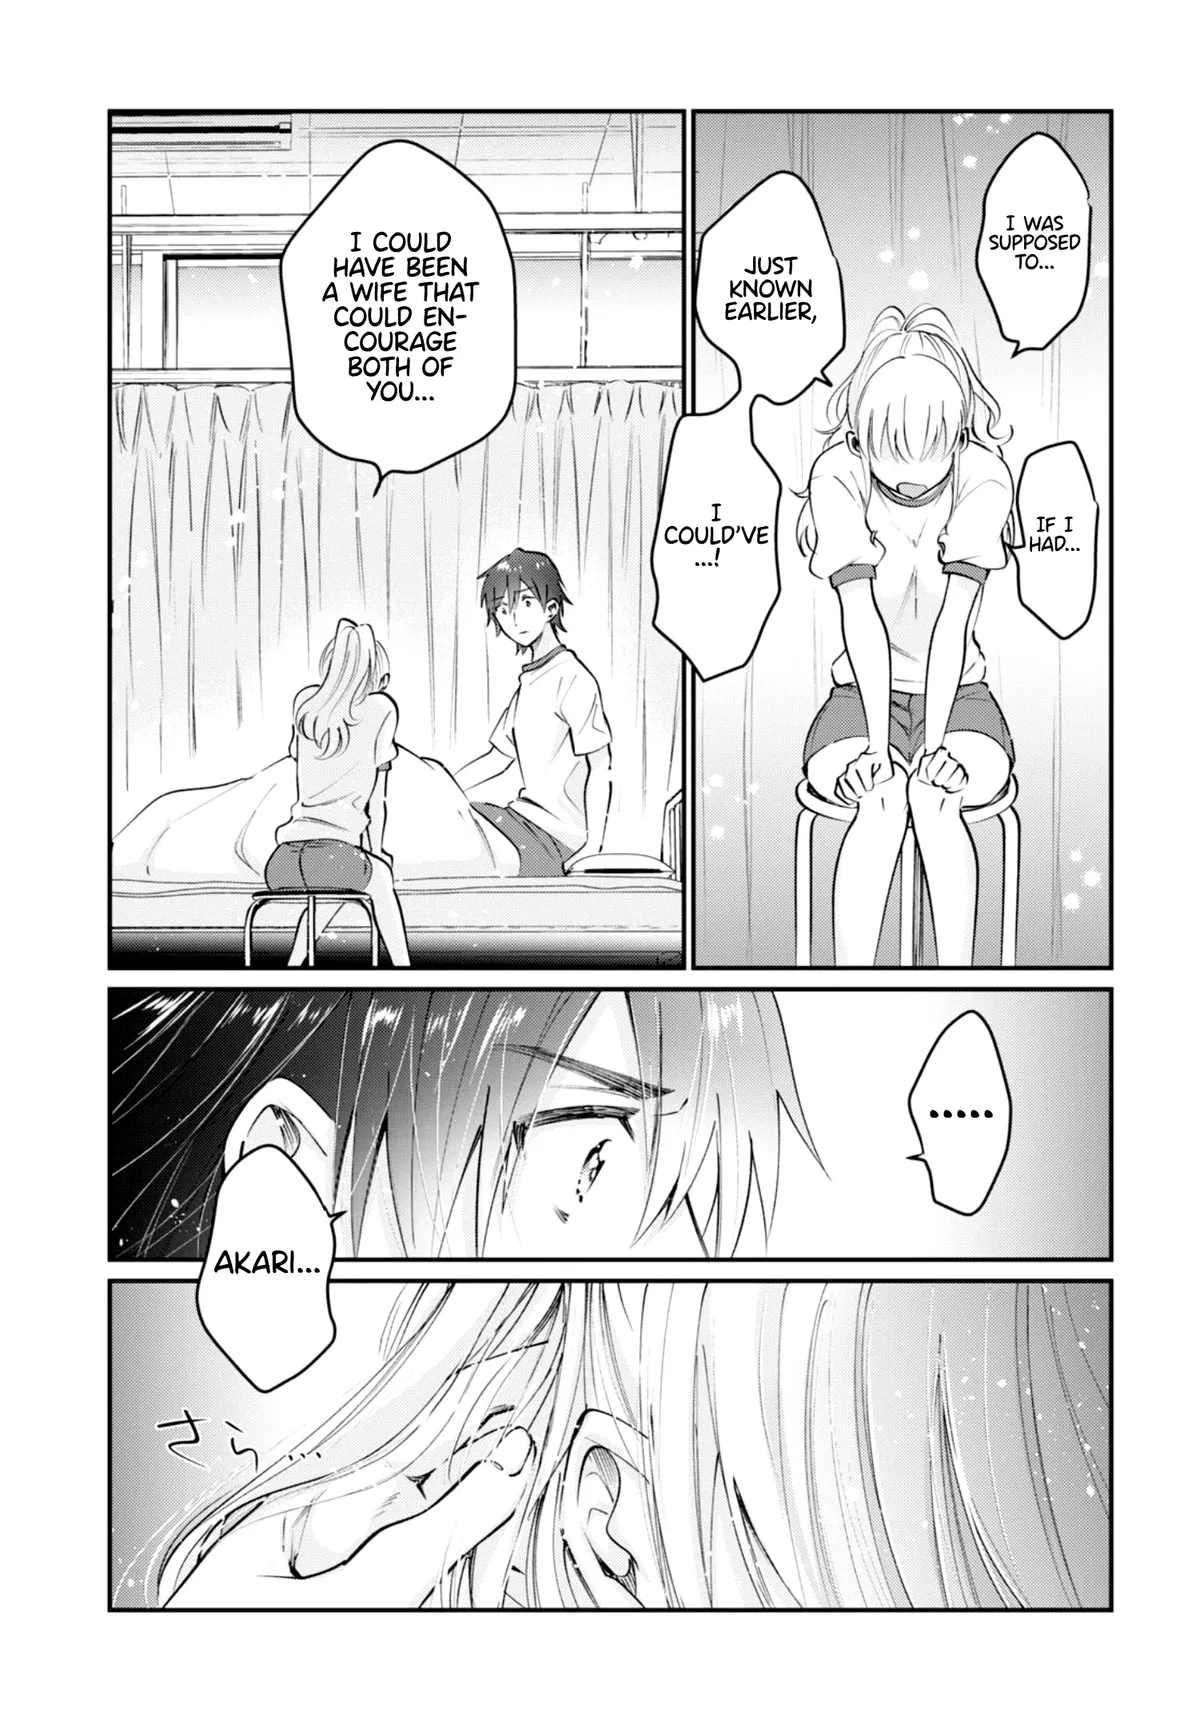 I WAS
SUPPOSED
TO...
IF I
HAD...
JUST
KNOWN
EARLIER,
I
COULD'VE
...!
I COULD
HAVE BEEN
A WIFE THAT
COULD EN-
COURAGE
BOTH OF
YOU...
.....
AKARI...
さら...